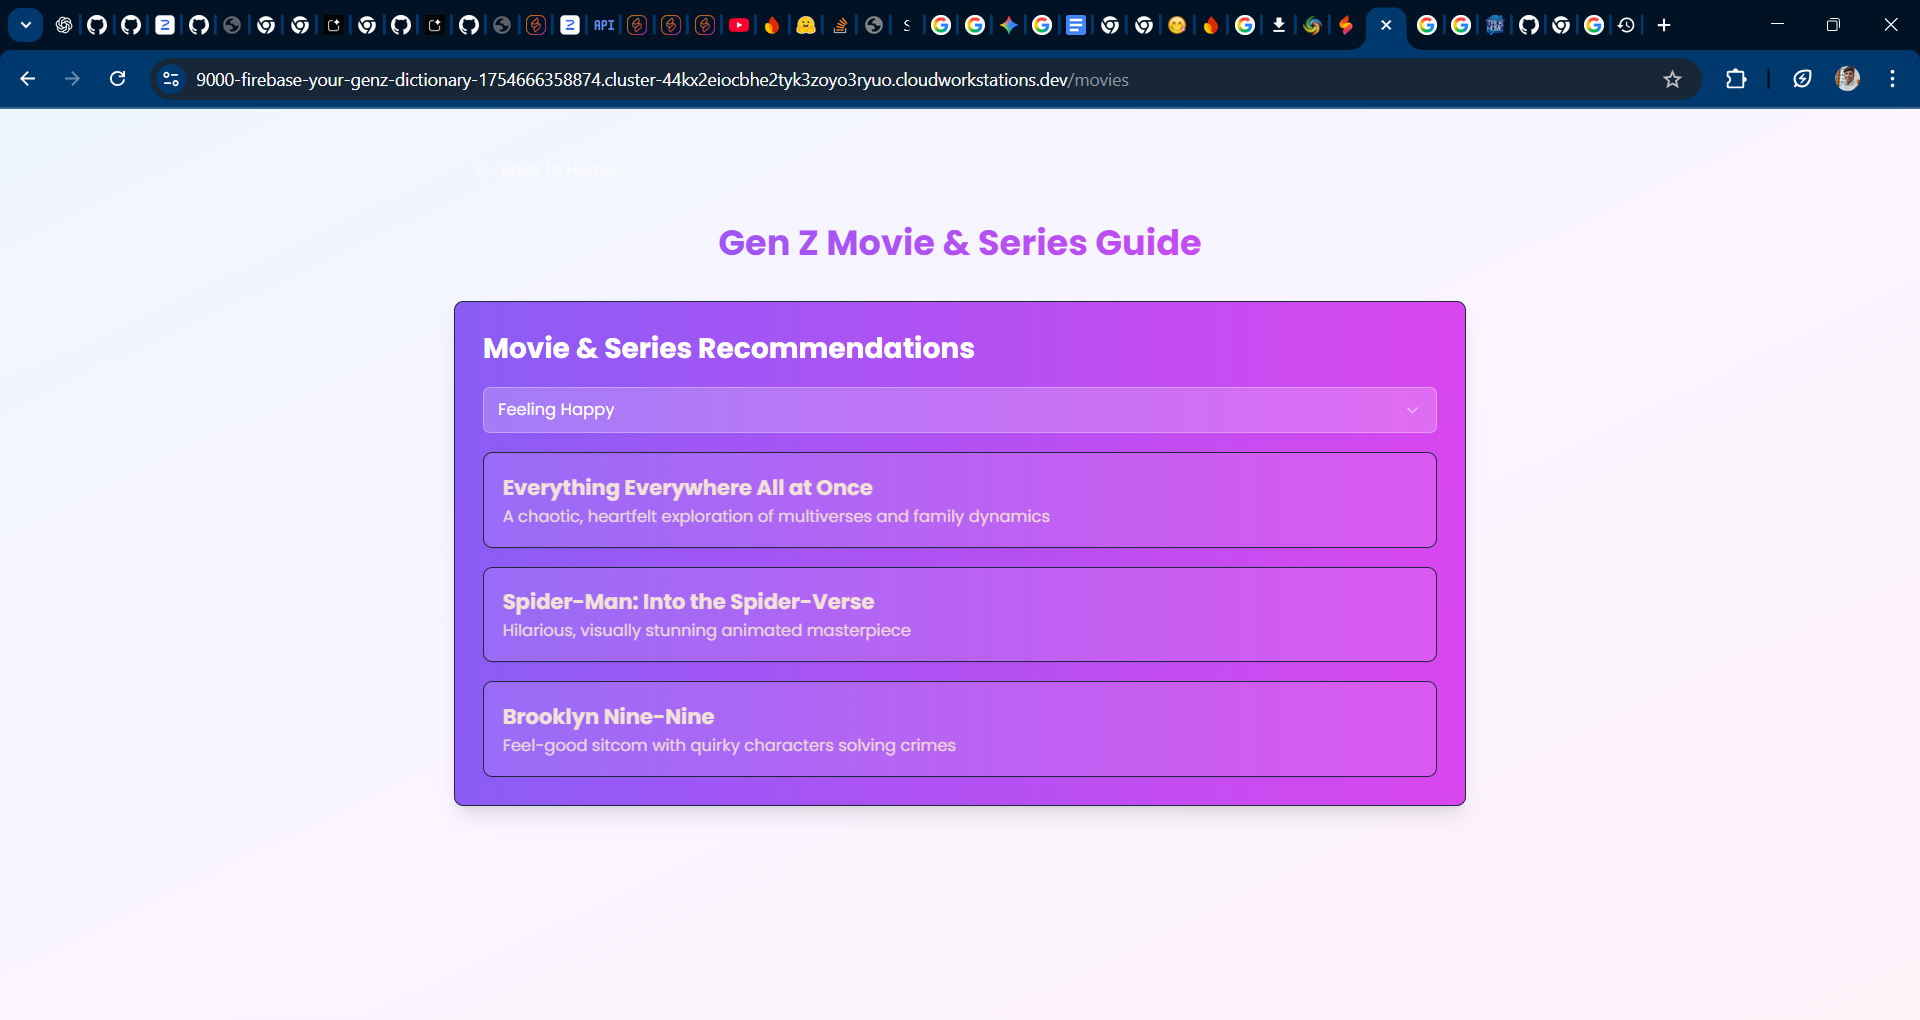 API
S
9000-firebase-your-genz-dictionary-1754666358874.cluster-44kx2eiocbhe2tyk3zoyo3ryuo.cloudworkstations.dev/movies
Back to Home
Gen Z Movie & Series Guide
Movie & Series Recommendations
Feeling Happy
Everything Everywhere All at Once
A chaotic, heartfelt exploration of multiverses and family dynamics
Spider-Man: Into the Spider-Verse
Hilarious, visually stunning animated masterpiece
Brooklyn Nine-Nine
Feel-good sitcom with quirky characters solving crimes